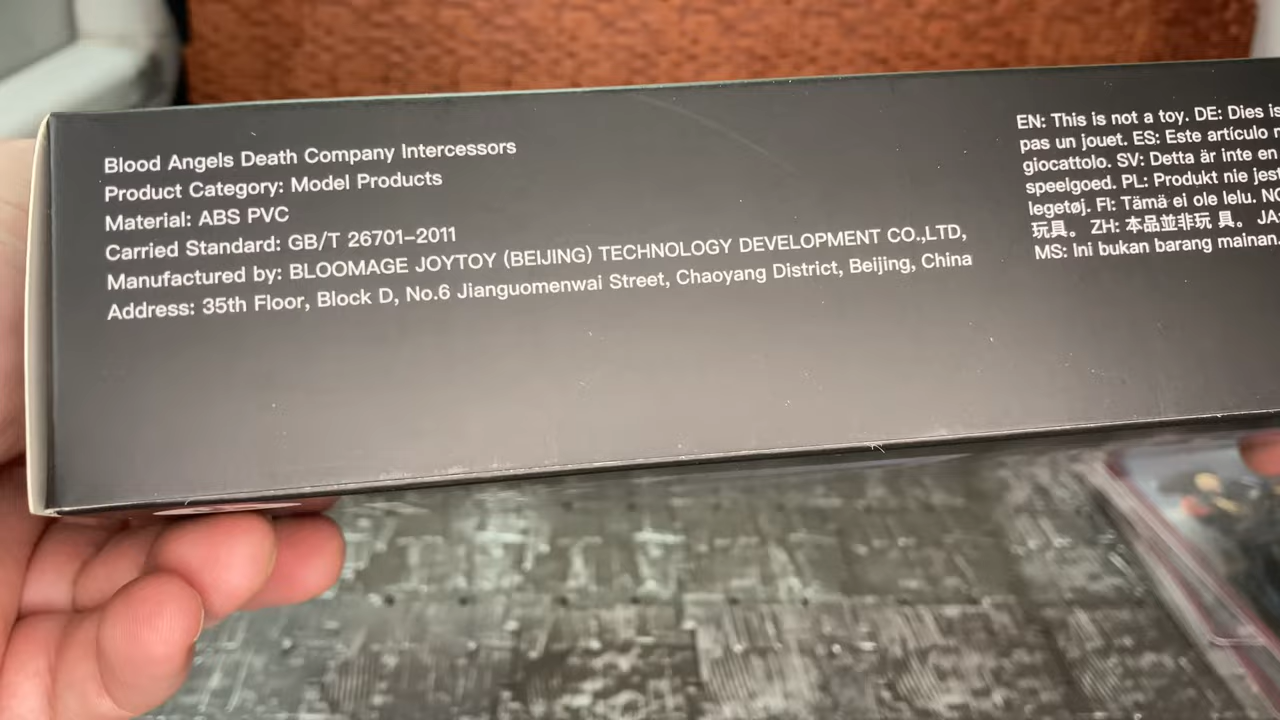 Blood Angels Death Company Intercessors
Product Category: Model Products
Material: ABS PVC
Carried Standard: GB/T 26701–2011
Manufactured by: BLOOMAGE JOYTOY (BEIJING) TECHNOLOGY DEVELOPMENT CO.,LTD,
Address: 35th Floor, Block D, No.6 Jianguomenwai Street, Chaoyang District, Beijing, China
EN: This is not a toy. DE: Dies
pas un jouet. ES: Este artículo
giocattolo. SV: Detta är inte en
speelgoed. PL: Produkt nie jest
legetøj. FI: Tämä ei ole lelu.
玩具。 ZH: 本品並非玩 具。
MS: Ini bukan barang mainan.